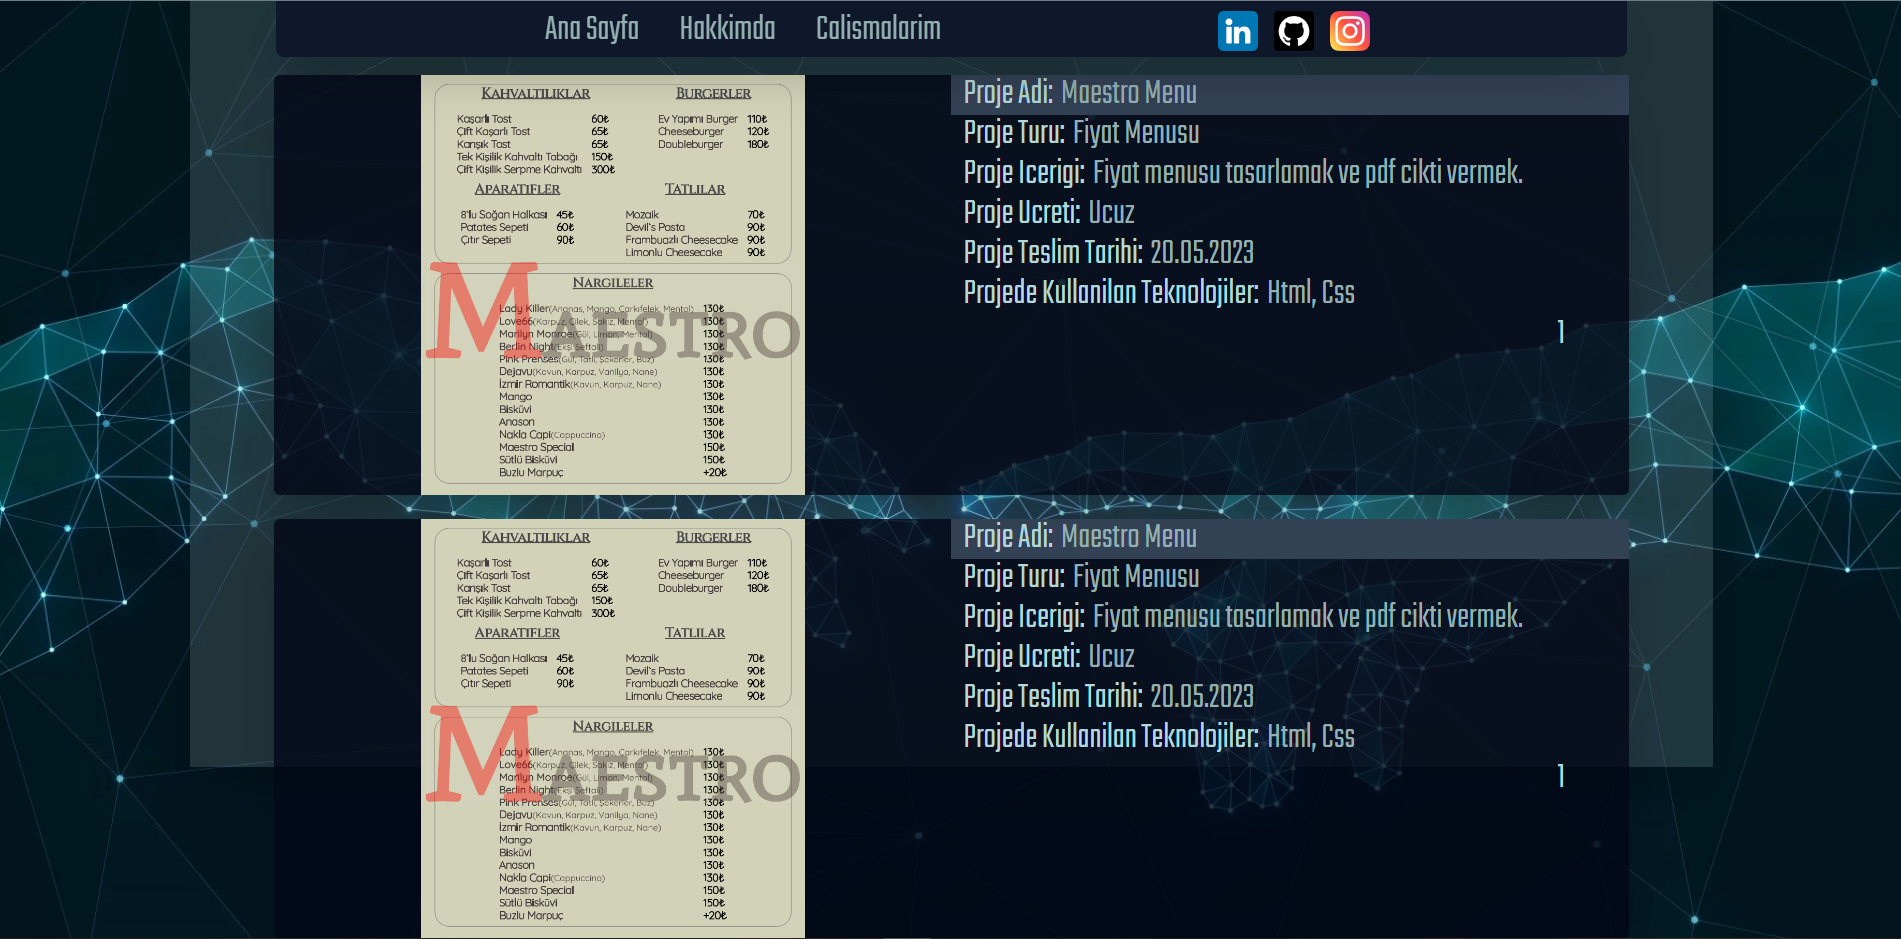 Ana Sayfa Hakkimda Calismalarim
in
KAHVALTILIKLAR
Kaşarlı Tost 60₺
Çift Kaşarlı Tost 65₺
Karışık Tost 65₺
Tek Kişilik Kahvaltı Tabağı 150₺
Çift Kişilik Serpme Kahvaltı 300₺
BURGERLER
Ev Yapımı Burger 110₺
Cheeseburger 120₺
Doubleburger 180₺
APARATIFLER
8'lu Soğan Halkası 45₺
Patates Sepeti 60₺
Çıtır Sepeti 90₺
TATLILAR
Mozaik 70₺
Devil's Pasta 90₺
Frambuazlı Cheesecake 90₺
Limonlu Cheesecake 90₺
MAESTRO
NARGILELER
Lady Killer(Ananas, Mango, Carkıfelek, Mentol) 130₺
Love66(Karpuz, Çilek, Sakız, Mentol) 130₺
Marilyn Monroe(Gül, Liman, Mentol) 130₺
Berlin Night(Ekşi Şeftali) 130₺
Pink Prenses(Gül, Tatlı, Şekerler, Buz) 130₺
Dejavu(Kavun, Karpuz, Vanilya, Nane) 130₺
İzmir Romantik(Kavun, Karpuz, Nane) 130₺
Mango 130₺
Bisküvi 130₺
Anason 130₺
Nakla Capi(Cappuccino) 130₺
Maestro Special 150₺
Sütlü Bisküvi 150₺
Buzlu Marpuç +20₺
Proje Adi: Maestro Menu
Proje Turu: Fiyat Menusu
Proje Icerigi: Fiyat menusu tasarlamak ve pdf cikti vermek.
Proje Ucreti: Ucuz
Proje Teslim Tarihi: 20.05.2023
Projede Kullanilan Teknolojiler: Html, Css
1
KAHVALTILIKLAR
Kaşarlı Tost 60₺
Çift Kaşarlı Tost 65₺
Karışık Tost 65₺
Tek Kişilik Kahvaltı Tabağı 150₺
Çift Kişilik Serpme Kahvaltı 300₺
BURGERLER
Ev Yapımı Burger 110₺
Cheeseburger 120₺
Doubleburger 180₺
APARATIFLER
8'lu Soğan Halkası 45₺
Patates Sepeti 60₺
Çıtır Sepeti 90₺
TATLILAR
Mozaik 70₺
Devil's Pasta 90₺
Frambuazlı Cheesecake 90₺
Limonlu Cheesecake 90₺
MAESTRO
NARGILELER
Lady Killer(Ananas, Mango, Carkıfelek, Mentol) 130₺
Love66(Karpuz, Çilek, Sakız, Mentol) 130₺
Marilyn Monroe(Gül, Liman, Mentol) 130₺
Berlin Night(Ekşi Şeftali) 130₺
Pink Prenses(Gül, Tatlı, Şekerler, Buz) 130₺
Dejavu(Kavun, Karpuz, Vanilya, Nane) 130₺
İzmir Romantik(Kavun, Karpuz, Nane) 130₺
Mango 130₺
Bisküvi 130₺
Anason 130₺
Nakla Capi(Cappuccino) 130₺
Maestro Special 150₺
Sütlü Bisküvi 150₺
Buzlu Marpuç +20₺
Proje Adi: Maestro Menu
Proje Turu: Fiyat Menusu
Proje Icerigi: Fiyat menusu tasarlamak ve pdf cikti vermek.
Proje Ucreti: Ucuz
Proje Teslim Tarihi: 20.05.2023
Projede Kullanilan Teknolojiler: Html, Css
1